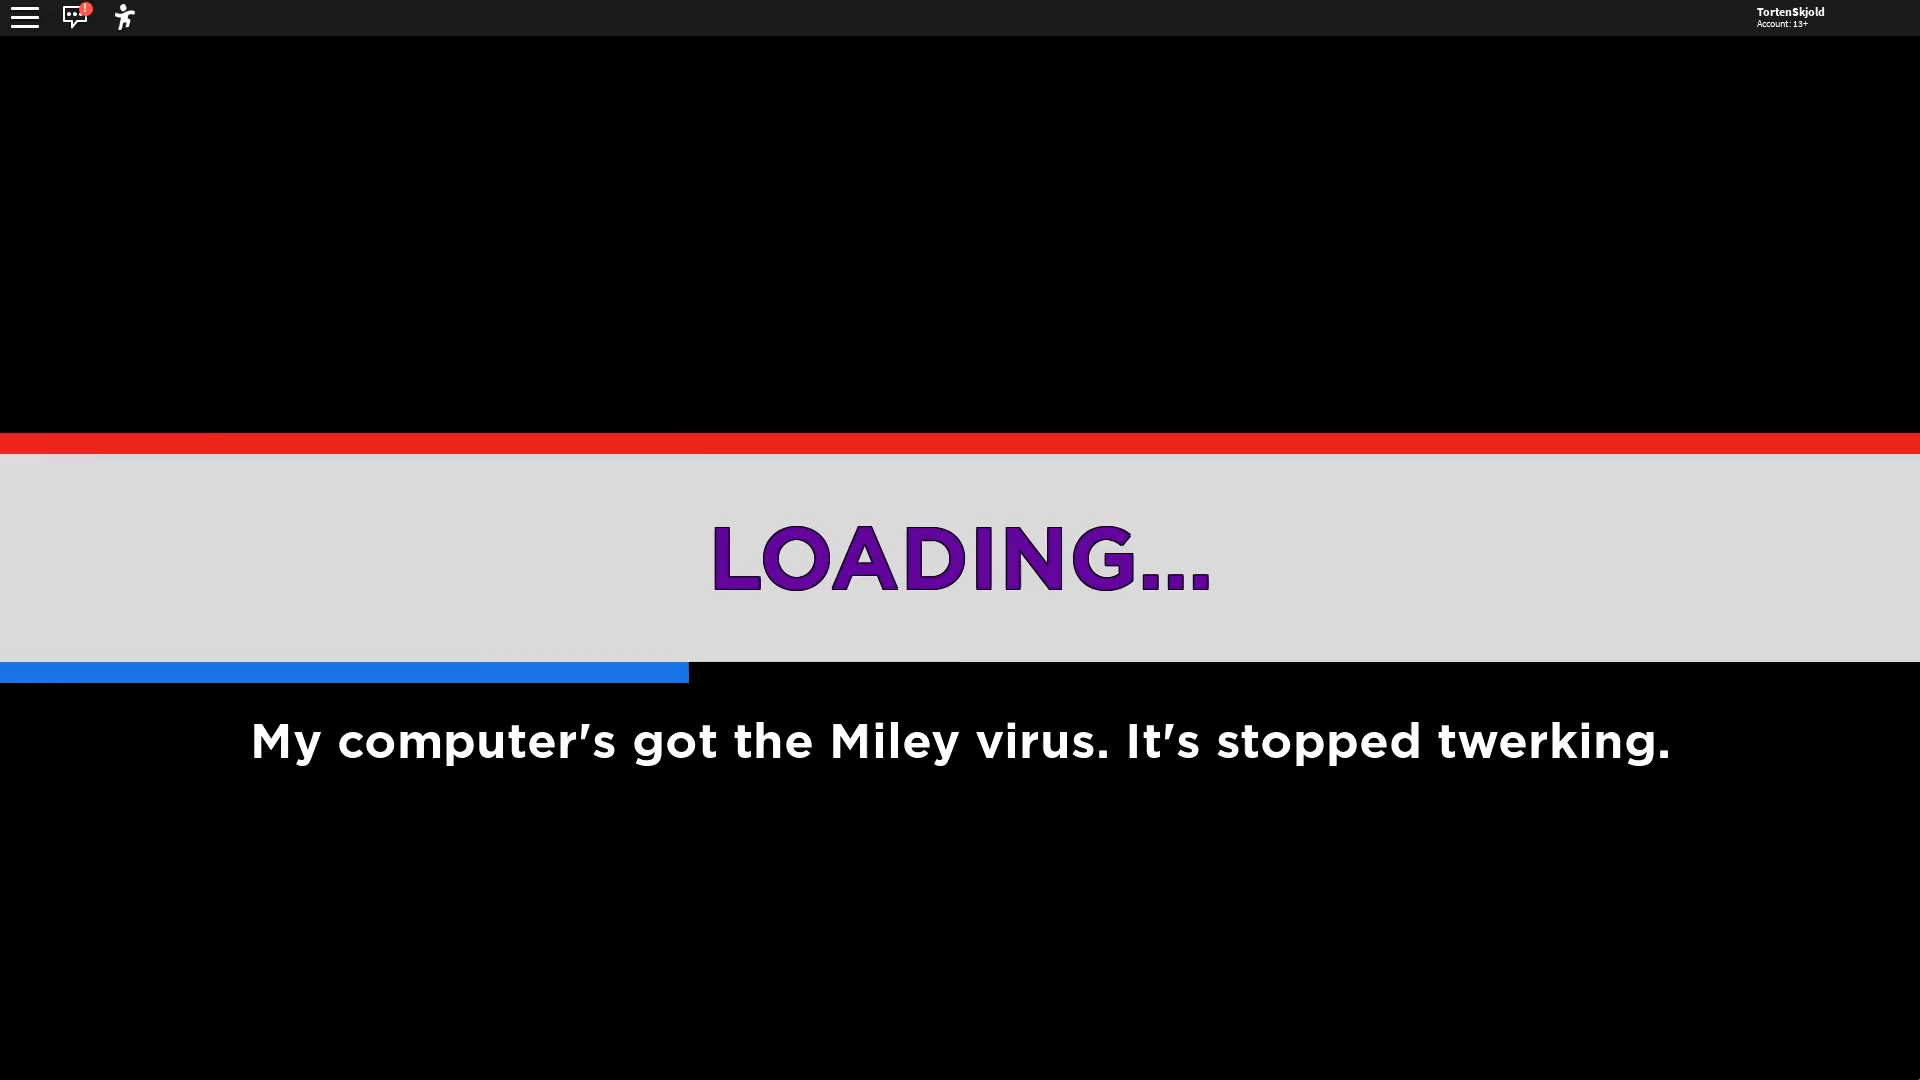 TortenSkjold
Account: 13+
LOADING...
My computer's got the Miley virus. It's stopped twerking.